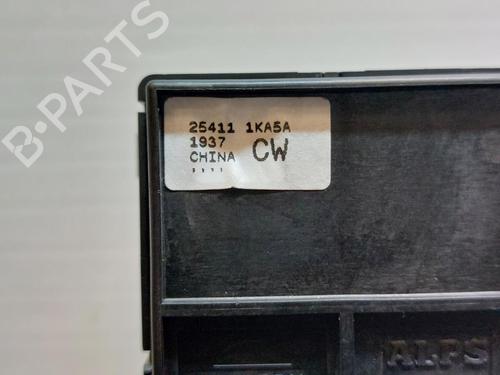 B-PARTS
25411 1KA5A
1937
CHINA CW
ALPS